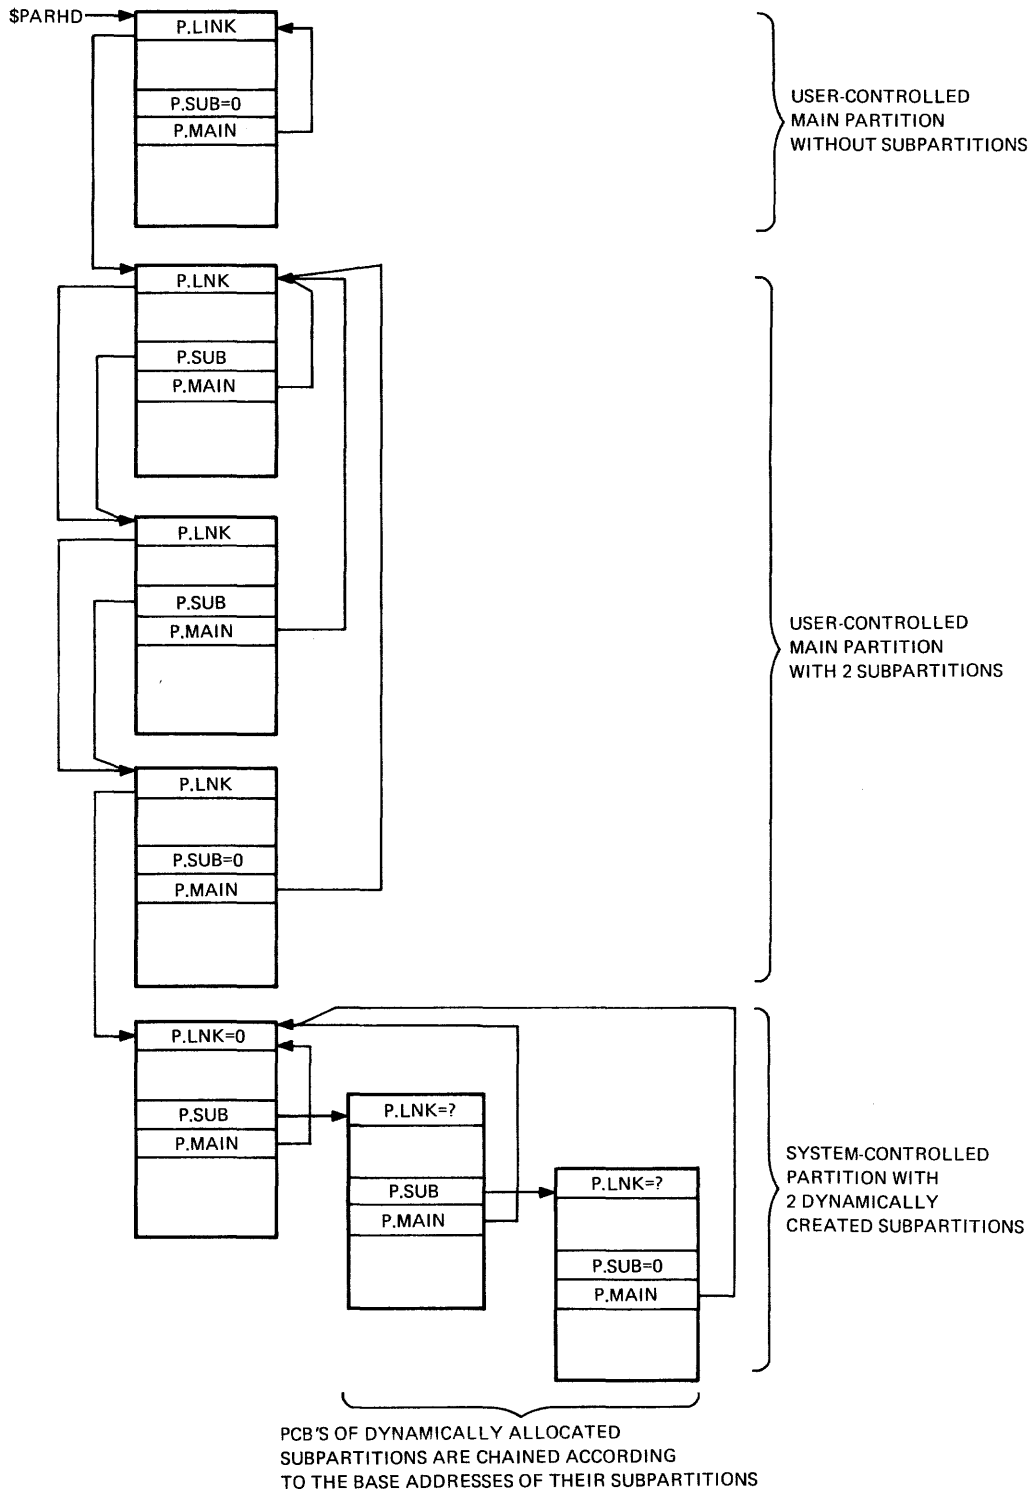 $PARHD
P.LINK
P.SUB=0
P.MAIN
USER-CONTROLLED
MAIN PARTITION
WITHOUT SUBPARTITIONS
P.LNK
P.SUB
P.MAIN
P.LNK
P.SUB
P.MAIN
P.LNK
P.SUB=0
P.MAIN
USER-CONTROLLED
MAIN PARTITION
WITH 2 SUBPARTITIONS
P.LNK=0
P.SUB
P.MAIN
P.LNK=?
P.SUB
P.MAIN
P.LNK=?
P.SUB=0
P.MAIN
SYSTEM-CONTROLLED
PARTITION WITH
2 DYNAMICALLY
CREATED SUBPARTITIONS
PCB'S OF DYNAMICALLY ALLOCATED
SUBPARTITIONS ARE CHAINED ACCORDING
TO THE BASE ADDRESSES OF THEIR SUBPARTITIONS